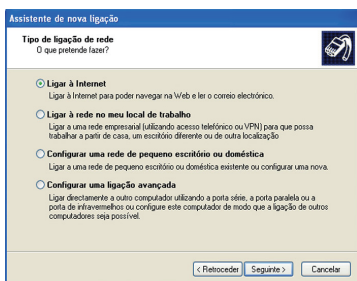 Assistente de nova ligação
Tipo de ligação de rede
O que pretende fazer?
Ligar à Internet
Ligar à Internet para poder navegar na Web e ler o correio electrónico.
Ligar à rede no meu local de trabalho
Ligar a uma rede empresarial (utilizando acesso telefónico ou VPN) para que possa
trabalhar a partir de casa, um escritório diferente ou de outra localização
Configurar uma rede de pequeno escritório ou doméstica
Ligar a uma rede de pequeno escritório ou doméstica existente ou configurar uma nova.
Configurar uma ligação avançada
Ligar directamente a outro computador utilizando a porta série, a porta paralela ou a
porta de infravermelhos ou configure este computador de modo que a ligação de outros
computadores seja possível.
< Retroceder Seguinte > Cancelar